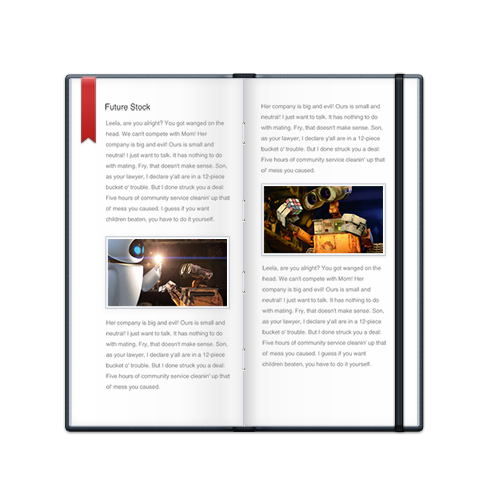 Future Stock
Leela, are you alright? You got wanged on the
head. We can't compete with Mom! Her
company is big and evil! Ours is small and
neutral! I just want to talk. It has nothing to do
with mating. Fry, that doesn't make sense. Son,
as your lawyer, I declare y'all are in a 12-piece
bucket o' trouble. But I done struck you a deal:
Five hours of community service cleanin' up that
ol' mess you caused. I guess if you want
children beaten, you have to do it yourself.
Her company is big and evil! Ours is small and
neutral! I just want to talk. It has nothing to do
with mating. Fry, that doesn't make sense. Son,
as your lawyer, I declare y'all are in a 12-piece
bucket o' trouble. But I done struck you a deal:
Five hours of community service cleanin' up that
ol' mess you caused.
Her company is big and evil! Ours is small and
neutral! I just want to talk. It has nothing to do
with mating. Fry, that doesn't make sense. Son,
as your lawyer, I declare y'all are in a 12-piece
bucket o' trouble. But I done struck you a deal:
Five hours of community service cleanin' up that
ol' mess you caused.
Leela, are you alright? You got wanged on the
head. We can't compete with Mom! Her
company is big and evil! Ours is small and
neutral! I just want to talk. It has nothing to do
with mating. Fry, that doesn't make sense. Son,
as your lawyer, I declare y'all are in a 12-piece
bucket o' trouble. But I done struck you a deal:
Five hours of community service cleanin' up that
ol' mess you caused. I guess if you want
children beaten, you have to do it yourself.